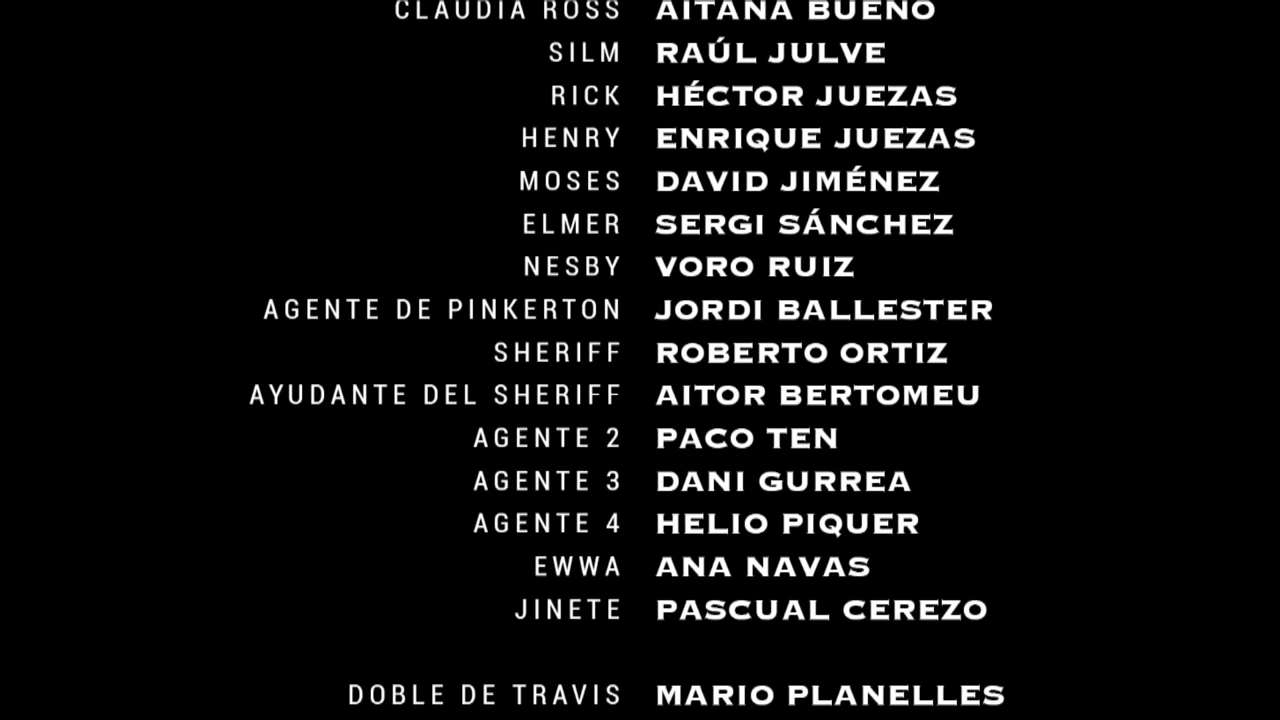 CLAUDIA ROSS AITANA BUENO
SILM RAÚL JULVE
RICK HÉCTOR JUEZAS
HENRY ENRIQUE JUEZAS
MOSES DAVID JIMÉNEZ
ELMER SERGI SÁNCHEZ
NESBY VORO RUIZ
AGENTE DE PINKERTON JORDI BALLESTER
SHERIFF ROBERTO ORTIZ
AYUDANTE DEL SHERIFF AITOR BERTOMEU
AGENTE 2 PACO TEN
AGENTE 3 DANI GURREA
AGENTE 4 HELIO PIQUER
EWWA ANA NAVAS
JINETE PASCUAL CEREZO
DOBLE DE TRAVIS MARIO PLANELLES